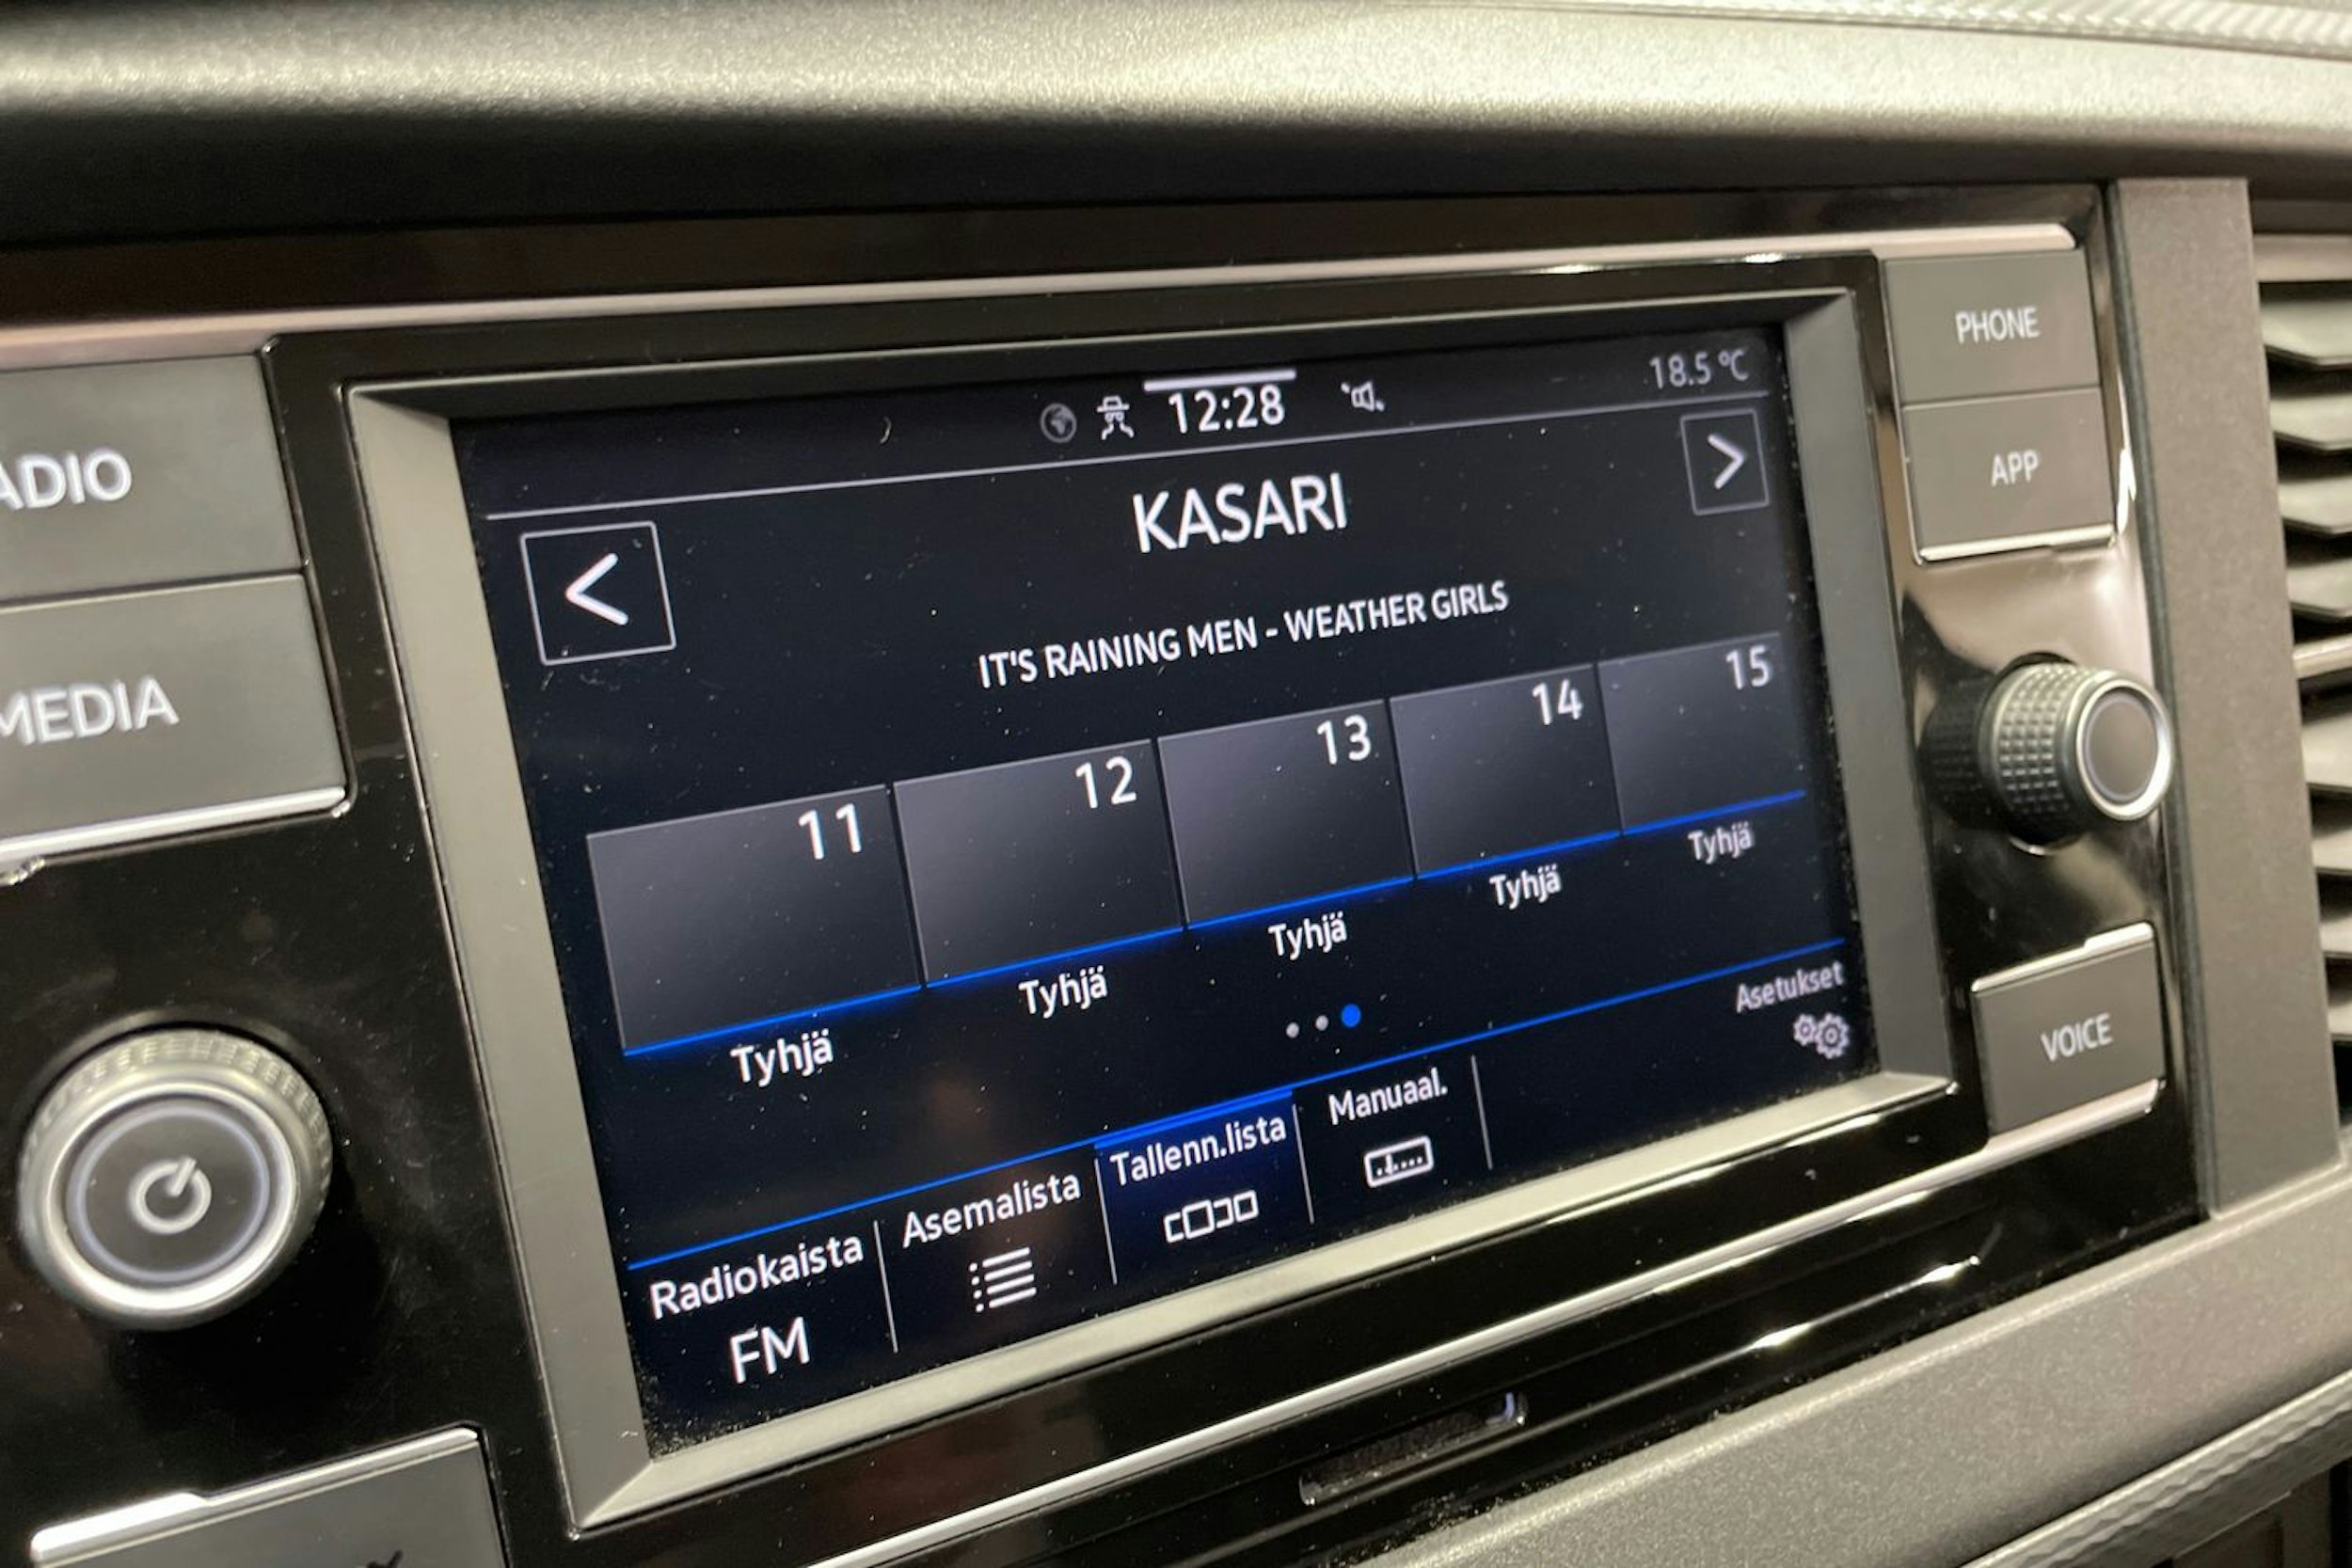 12:28
18.5 °C
KASARI
IT'S RAINING MEN - WEATHER GIRLS
11
12
13
14
15
Tyhjä
Tyhjä
Tyhjä
Tyhjä
Tyhjä
Radiokaista
FM
Asemalista
Tallenn.lista
Manuaal.
Asetukset
ADIO
MEDIA
PHONE
APP
VOICE